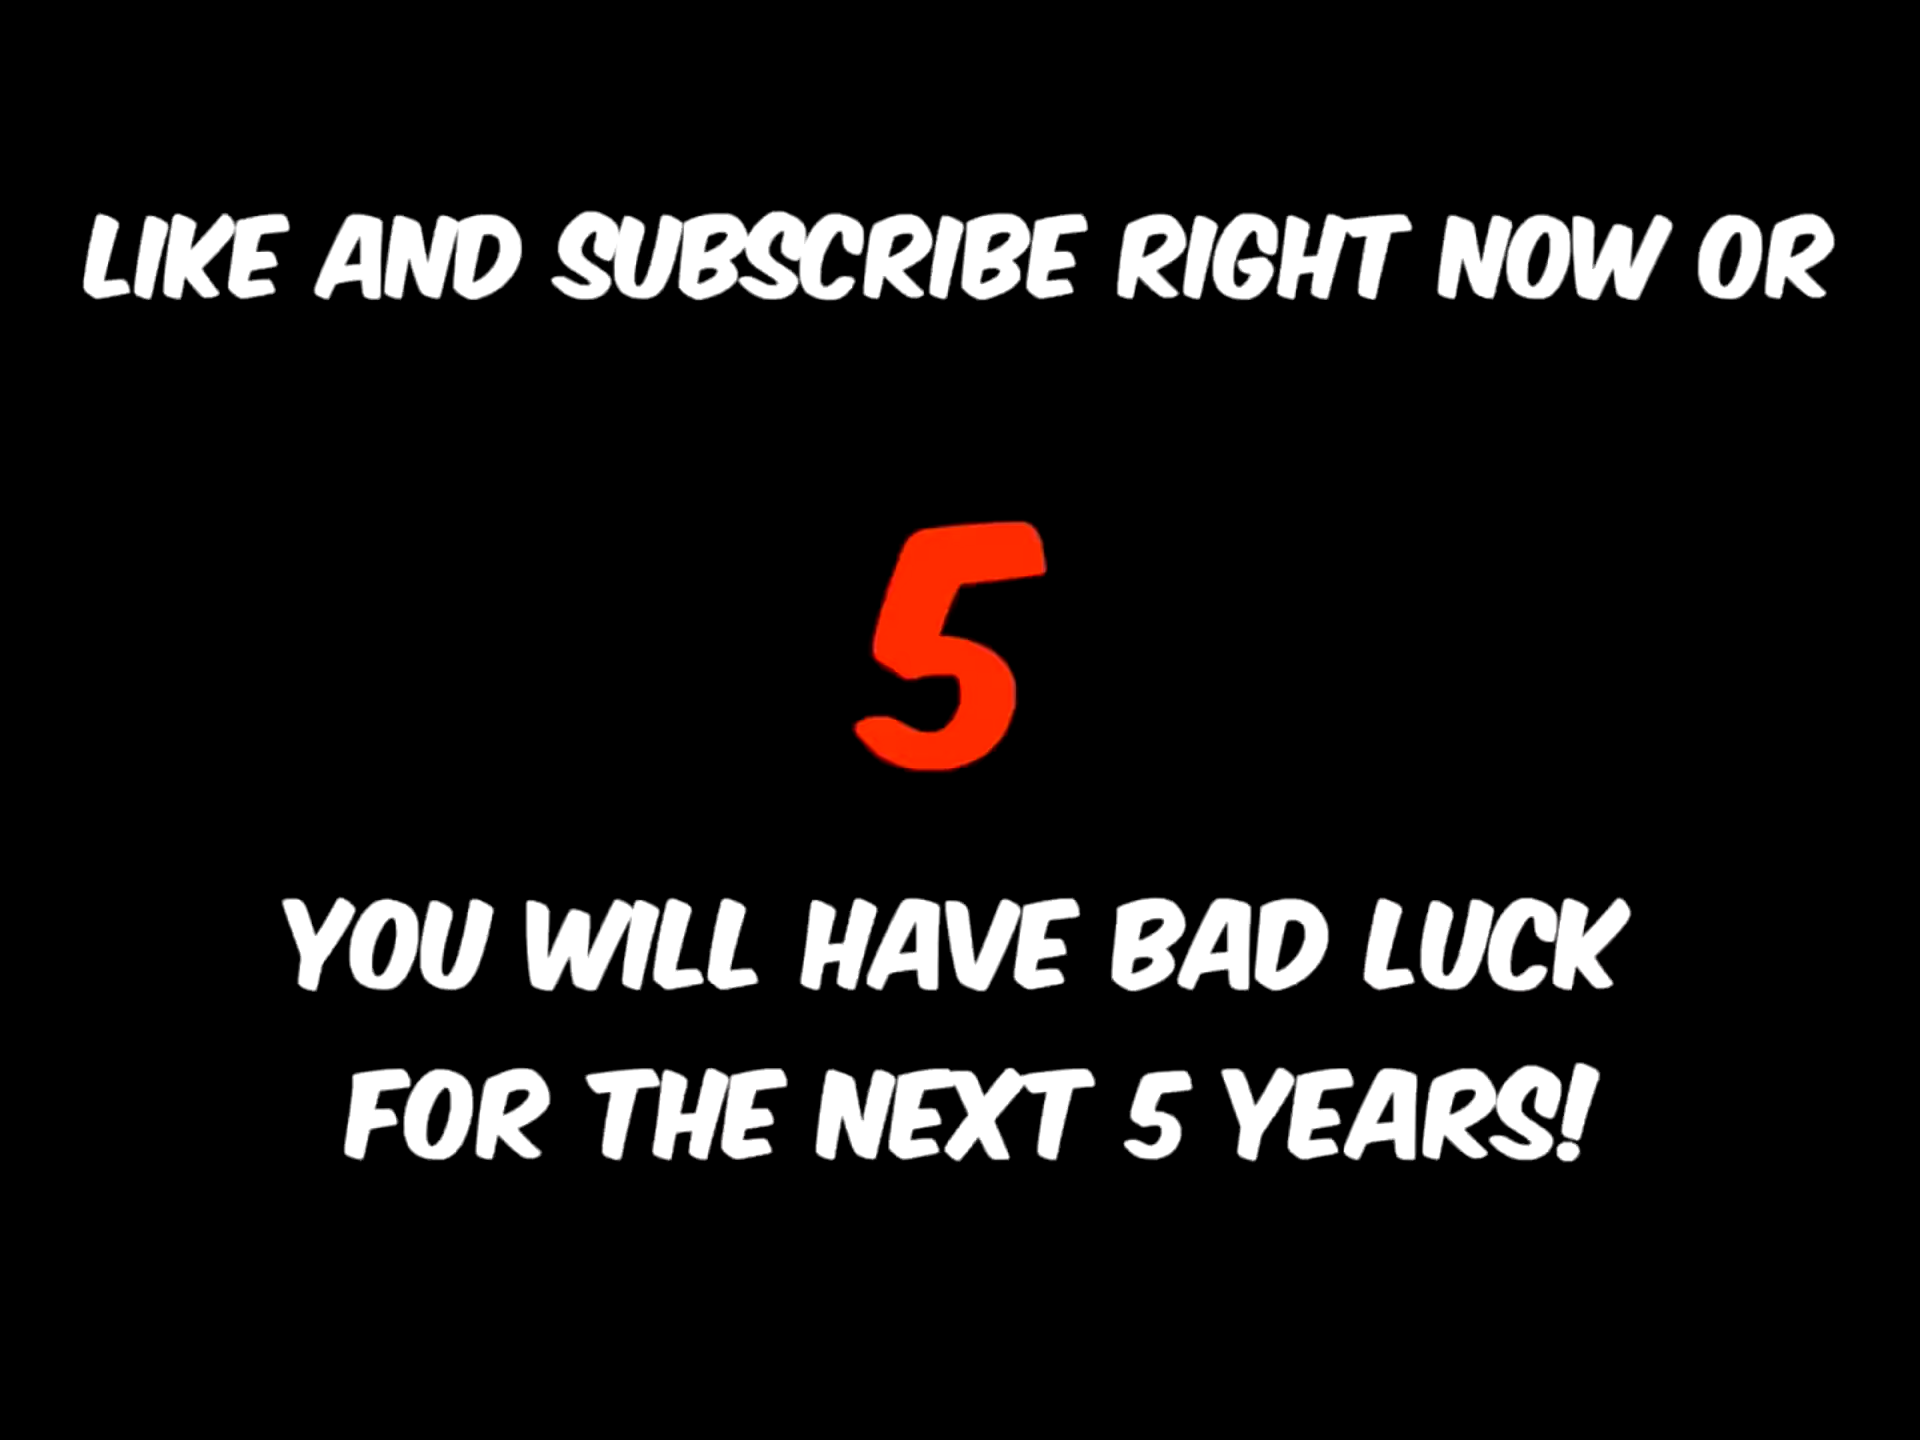 LIKE AND SUBSCRIBE RIGHT NOW OR
5
YOU WILL HAVE BAD LUCK
FOR THE NEXT 5 YEARS!